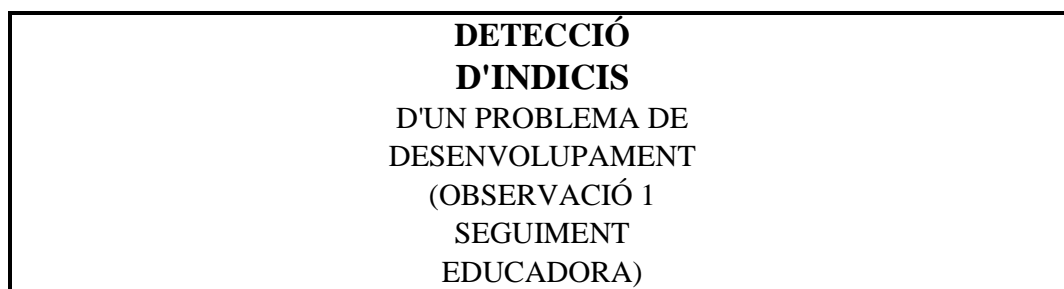 DETECCIÓ
D'INDICIS
D'UN PROBLEMA DE
DESENVOLUPAMENT
(OBSERVACIÓ 1
SEGUIMENT
EDUCADORA)